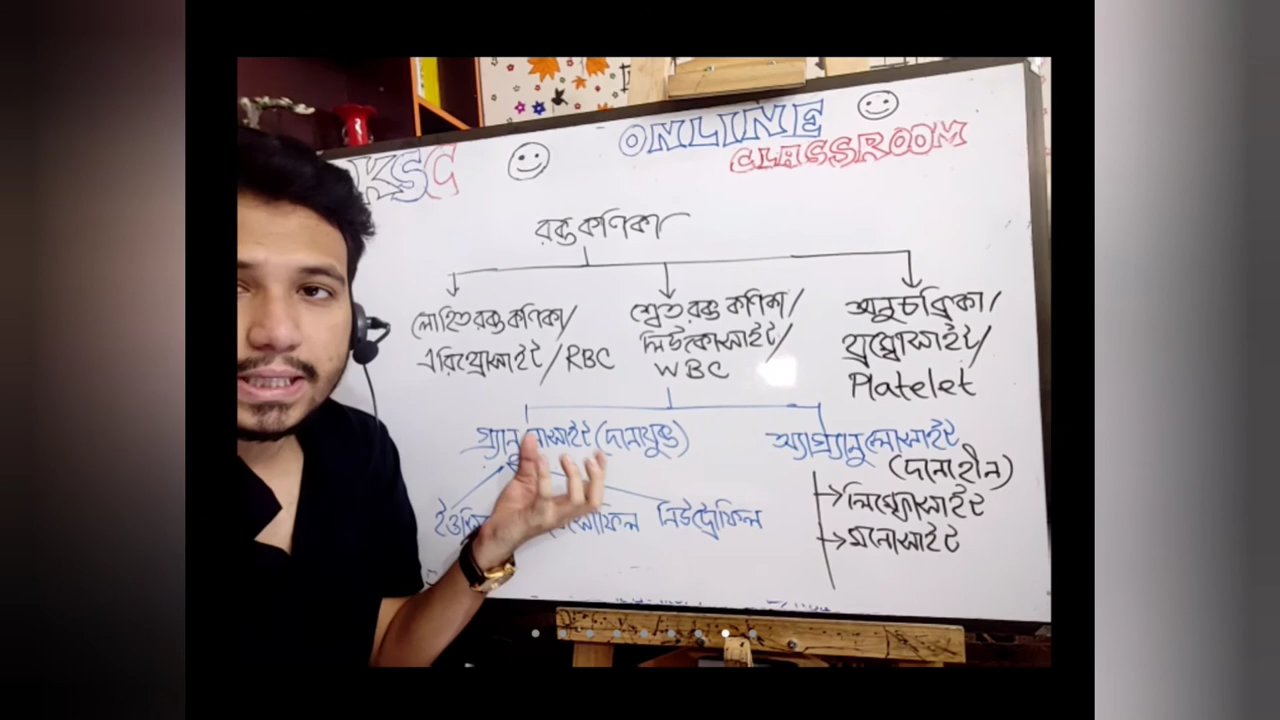 KSC
ONLINE
CLASSROOM
রক্তকণিকা
লোহিত রক্ত কণিকা/
এরিথ্রোসাইট/RBC
শ্বেত রক্ত কণিকা/
লিউকোসাইট/
WBC
অনুচক্রিকা/
থ্রম্বোসাইট/
Platelet
গ্র্যানুলোসাইট (দানাযুক্ত)
নিউট্রোফিল
অ্যাগ্র্যানুলোসাইট
(দানাহীন)
লিম্ফোসাইট
মনোসাইট